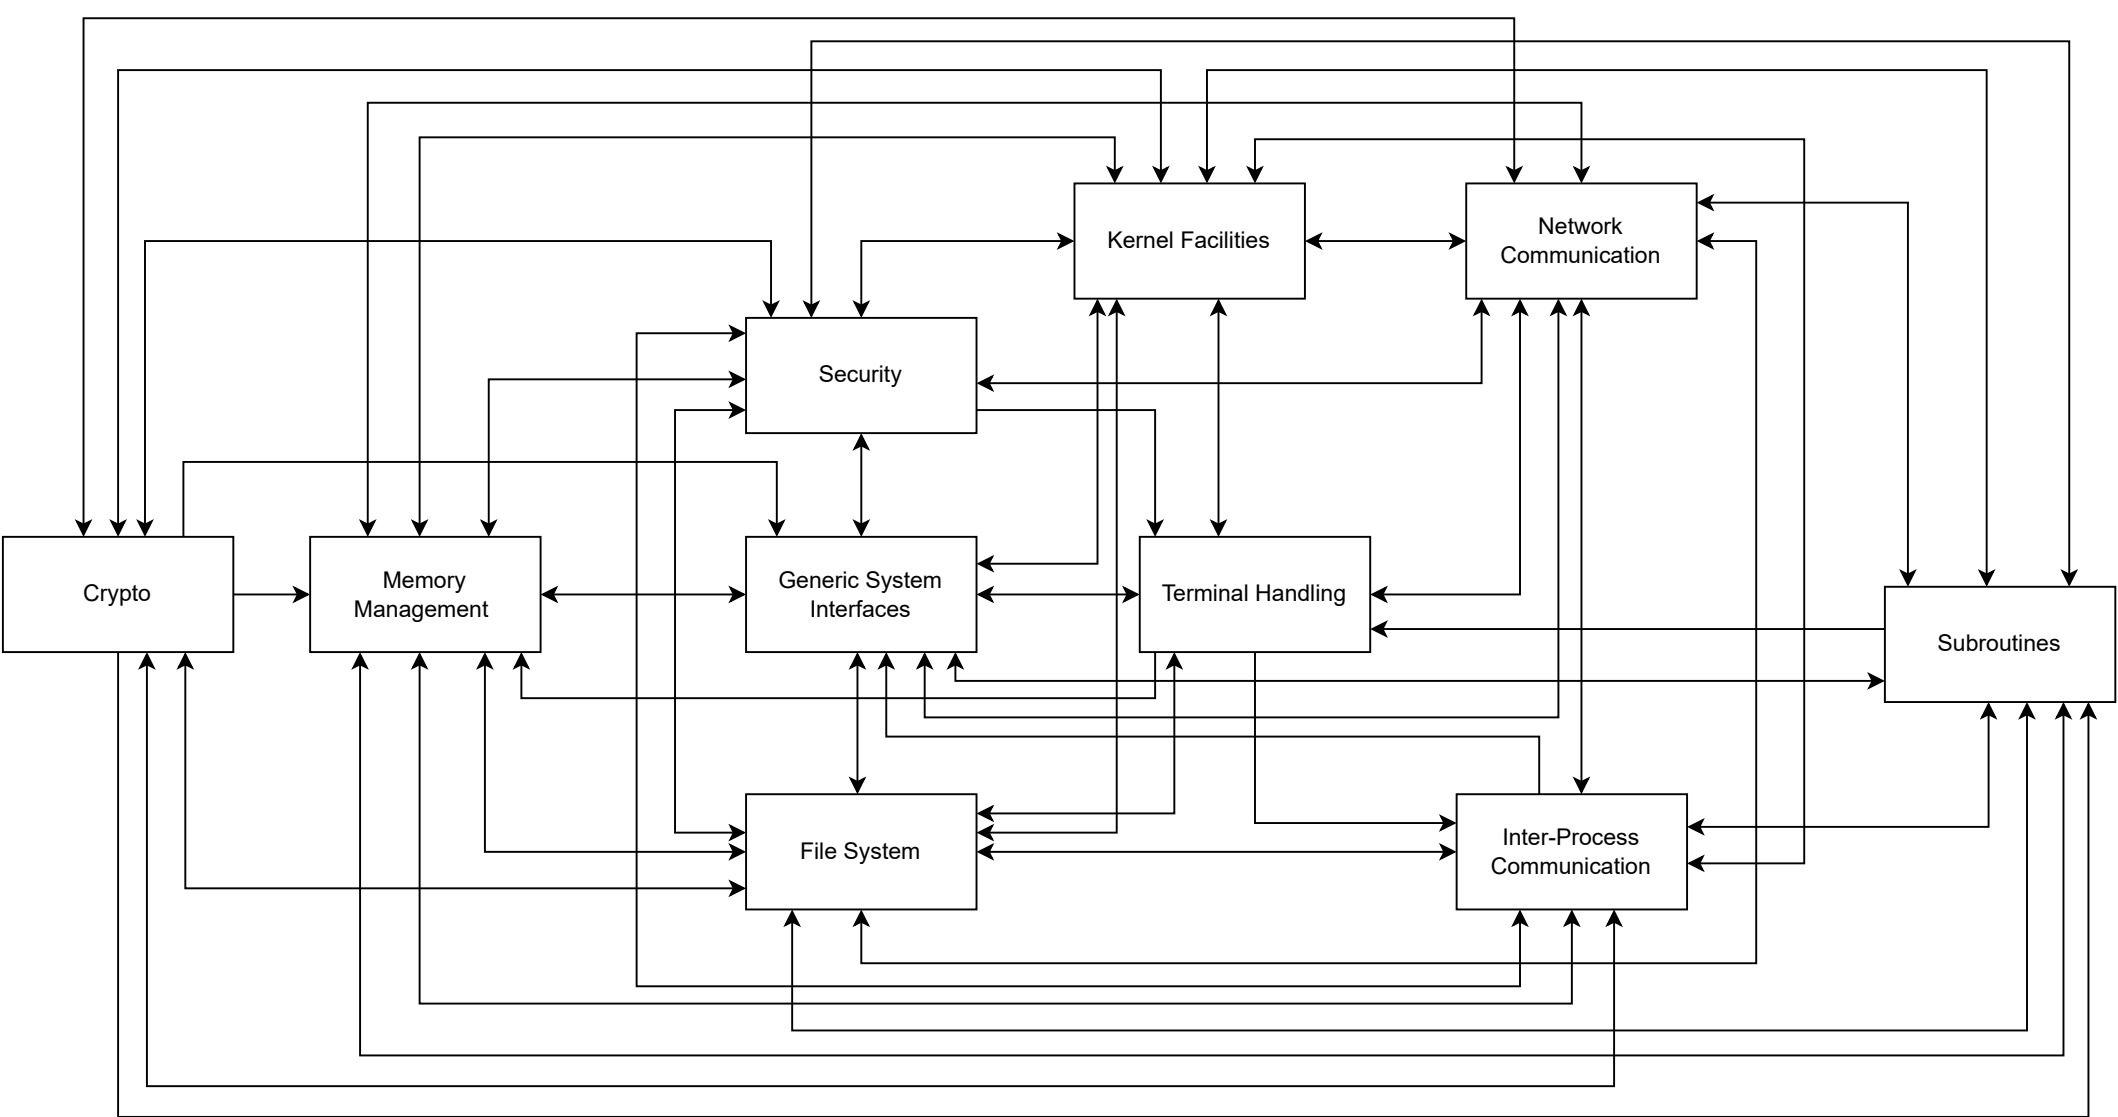 Kernel Facilities
Network
Communication
Security
Crypto
Memory
Management
Generic System
Interfaces
Terminal Handling
Subroutines
File System
Inter-Process
Communication